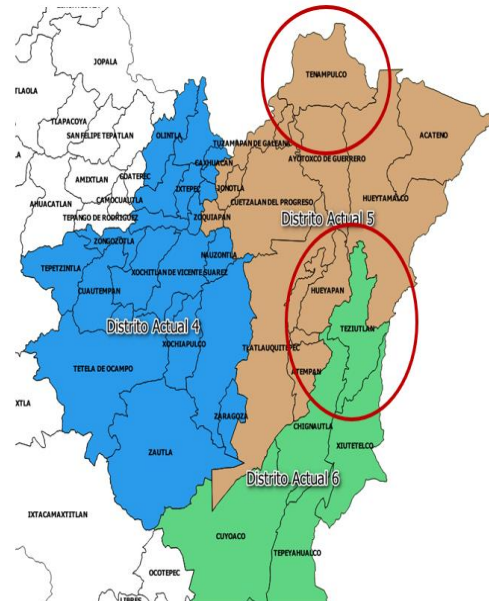 JOPALA
TENAMPULCO
TLAOLA
TLAPACOYA
SAN FELIPE TEPATLAN
OLINTLA
TUZAMAPAN DE GALEANA
ACATENO
AYOTOXCO DE GUERRERO
CAXHUACAN
COATEPEC
AMIXTLAN
IXTEPEC
JONOTLA
HUEYTAMALCO
CAMOCUAUTLA
CUETZALAN DEL PROGRESO
AHUACATLAN
TEPANGO DE RODRIGUEZ
ZOQUIAPAN
Distrito Actual 5
ZONGOZOTLA
NAUZONTLA
TEPETZINTLA
XOCHITLAN DE VICENTE SUAREZ
HUEYAPAN
CUAUTEMPAN
Distrito Actual 4
TEZIUTLAN
XOCHIAPULCO
TLATLAUQUITEPEC
TETELA DE OCAMPO
ATEMPAN
XTLA
ZARAGOZA
CHIGNAUTLA
ZAUTLA
XIUTETELCO
Distrito Actual 6
IXTACAMAXTITLAN
CUYOACO
TEPEYAHUALCO
OCOTEPEC
LIBRES